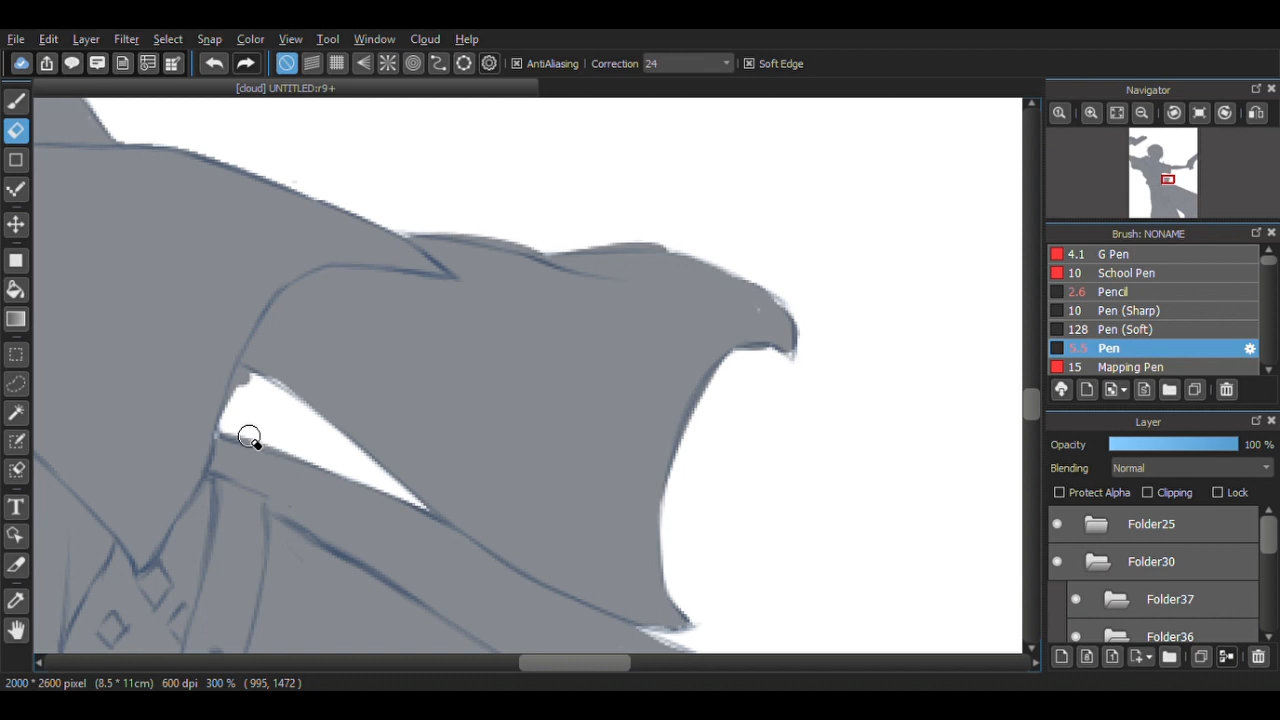 File Edit Layer Filter Select Snap Color View Tool Window Cloud Help
AntiAliasing Correction 24 Soft Edge
[cloud] UNTITLED:r9+
Navigator
Brush: NONAME
4.1 G Pen
10 School Pen
2.6 Pencil
10 Pen (Sharp)
128 Pen (Soft)
5.5 Pen
15 Mapping Pen
Layer
Opacity 100 %
Blending Normal
Protect Alpha Clipping Lock
Folder25
Folder30
Folder37
Folder36
2000 * 2600 pixel (8.5 * 11cm) 600 dpi 300 % ( 995, 1472 )